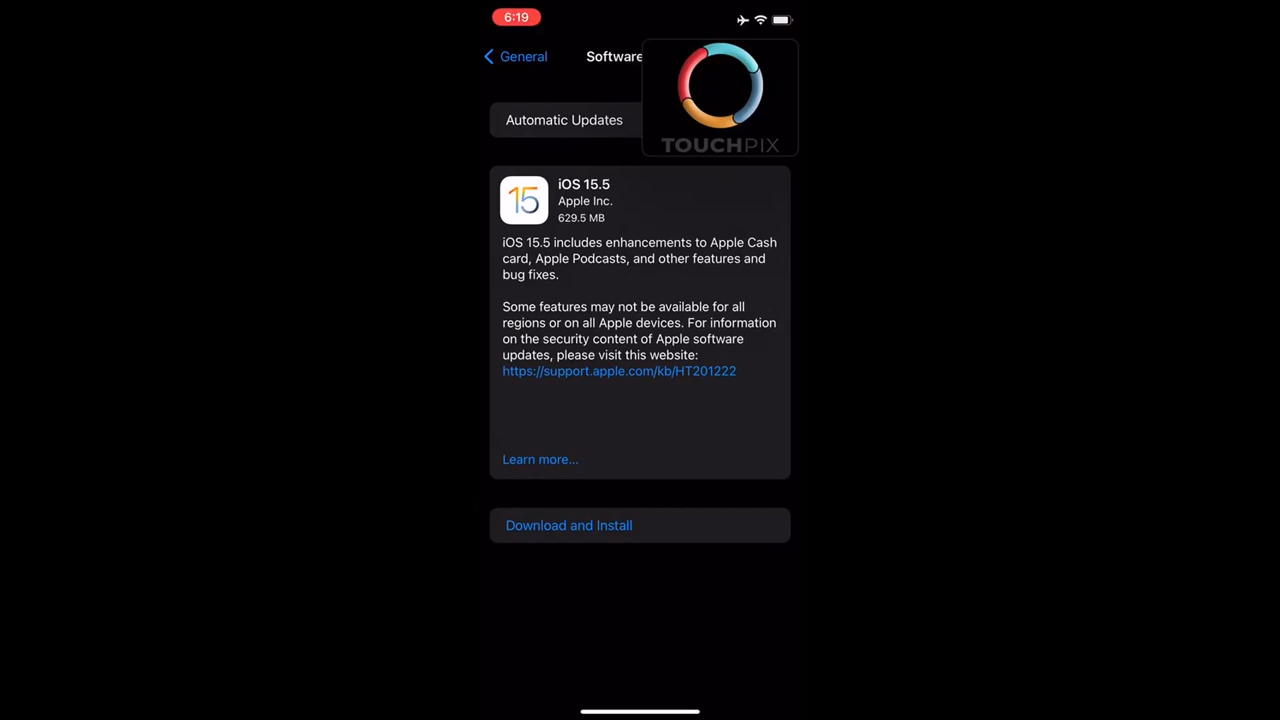 6:19
General
Software
TOUCHPIX
Automatic Updates
15
iOS 15.5
Apple Inc.
629.5 MB
iOS 15.5 includes enhancements to Apple Cash
card, Apple Podcasts, and other features and
bug fixes.
Some features may not be available for all
regions or on all Apple devices. For information
on the security content of Apple software
updates, please visit this website:
https://support.apple.com/kb/HT201222
Learn more...
Download and Install